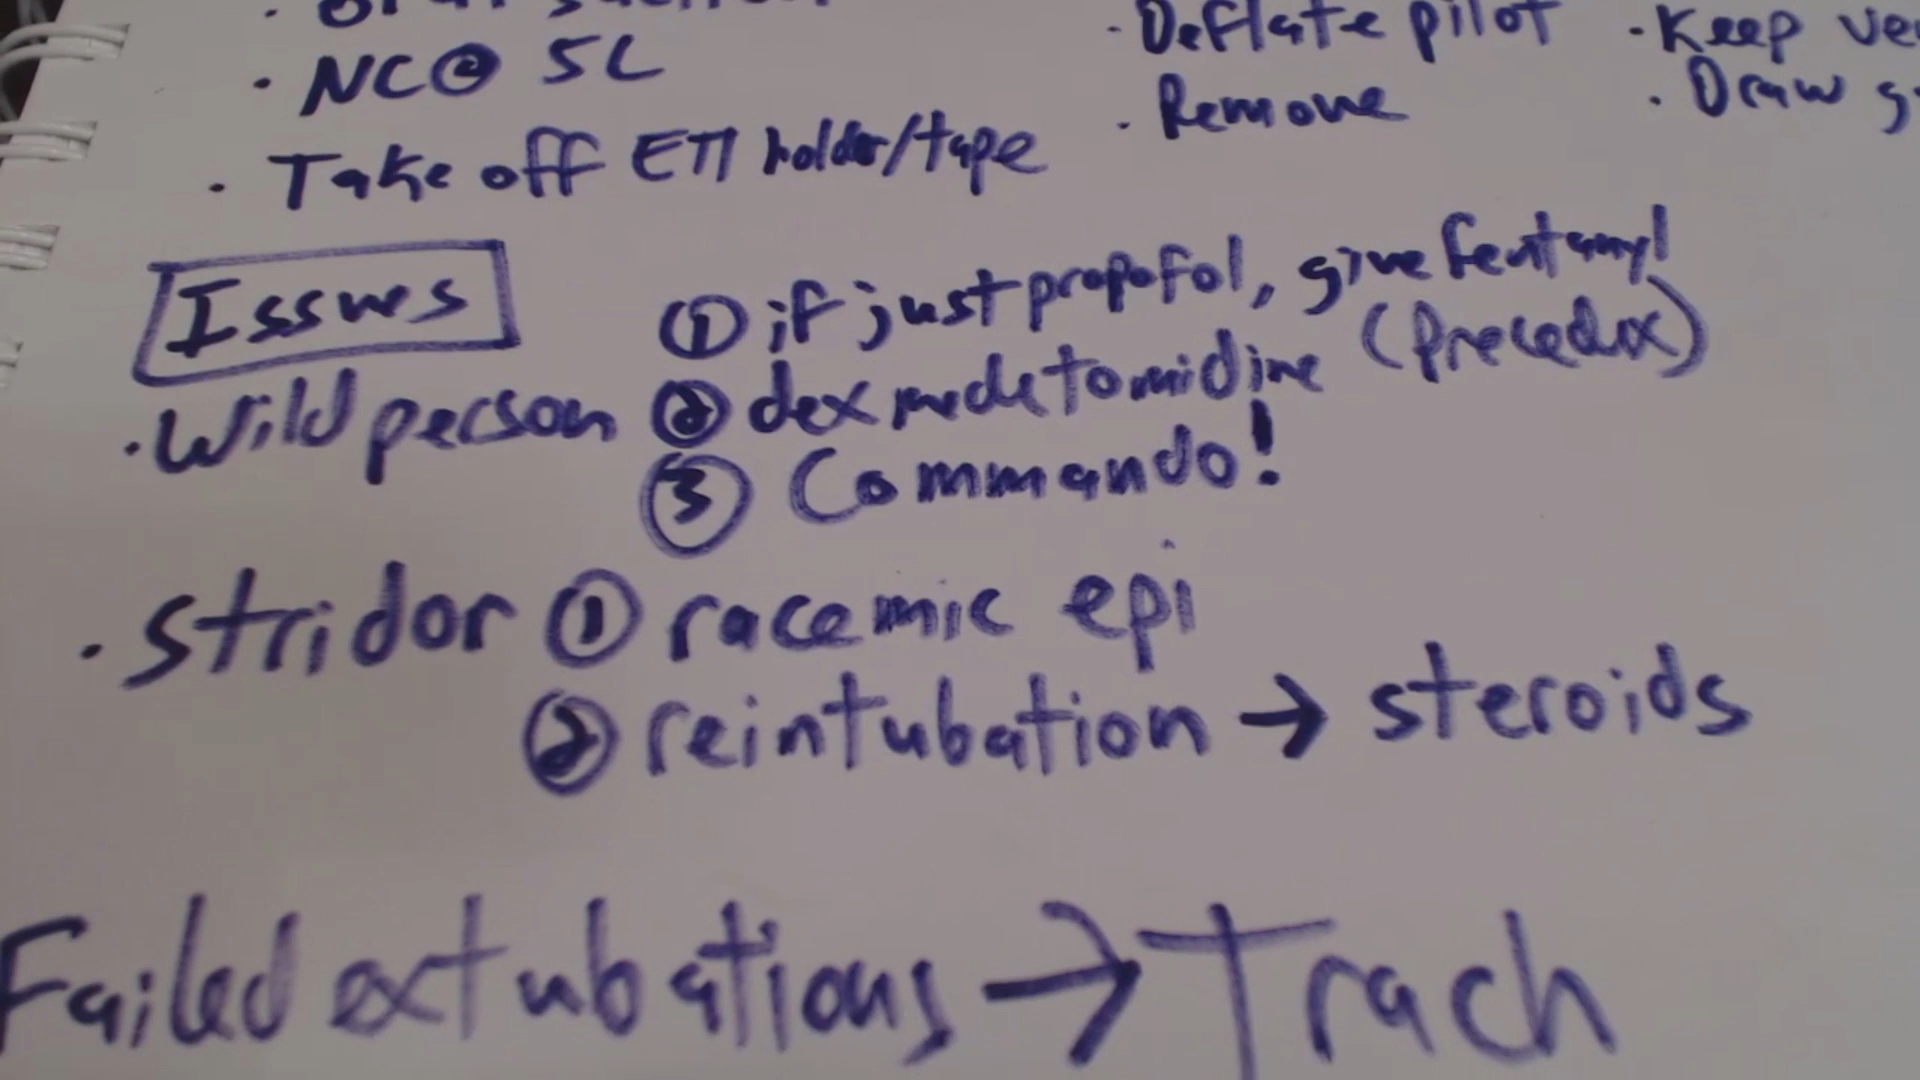 · NC @ 5L
· Take off ETT holder/tape
· Deflate pilot
· Remove
· Keep
· Draw
Issues
· Wild person ① if just propofol, give fentanyl
② dexmedetomidine (Precedex)
③ Commando!
· stridor ① racemic epi
② reintubation → steroids
Failed extubations → Trach